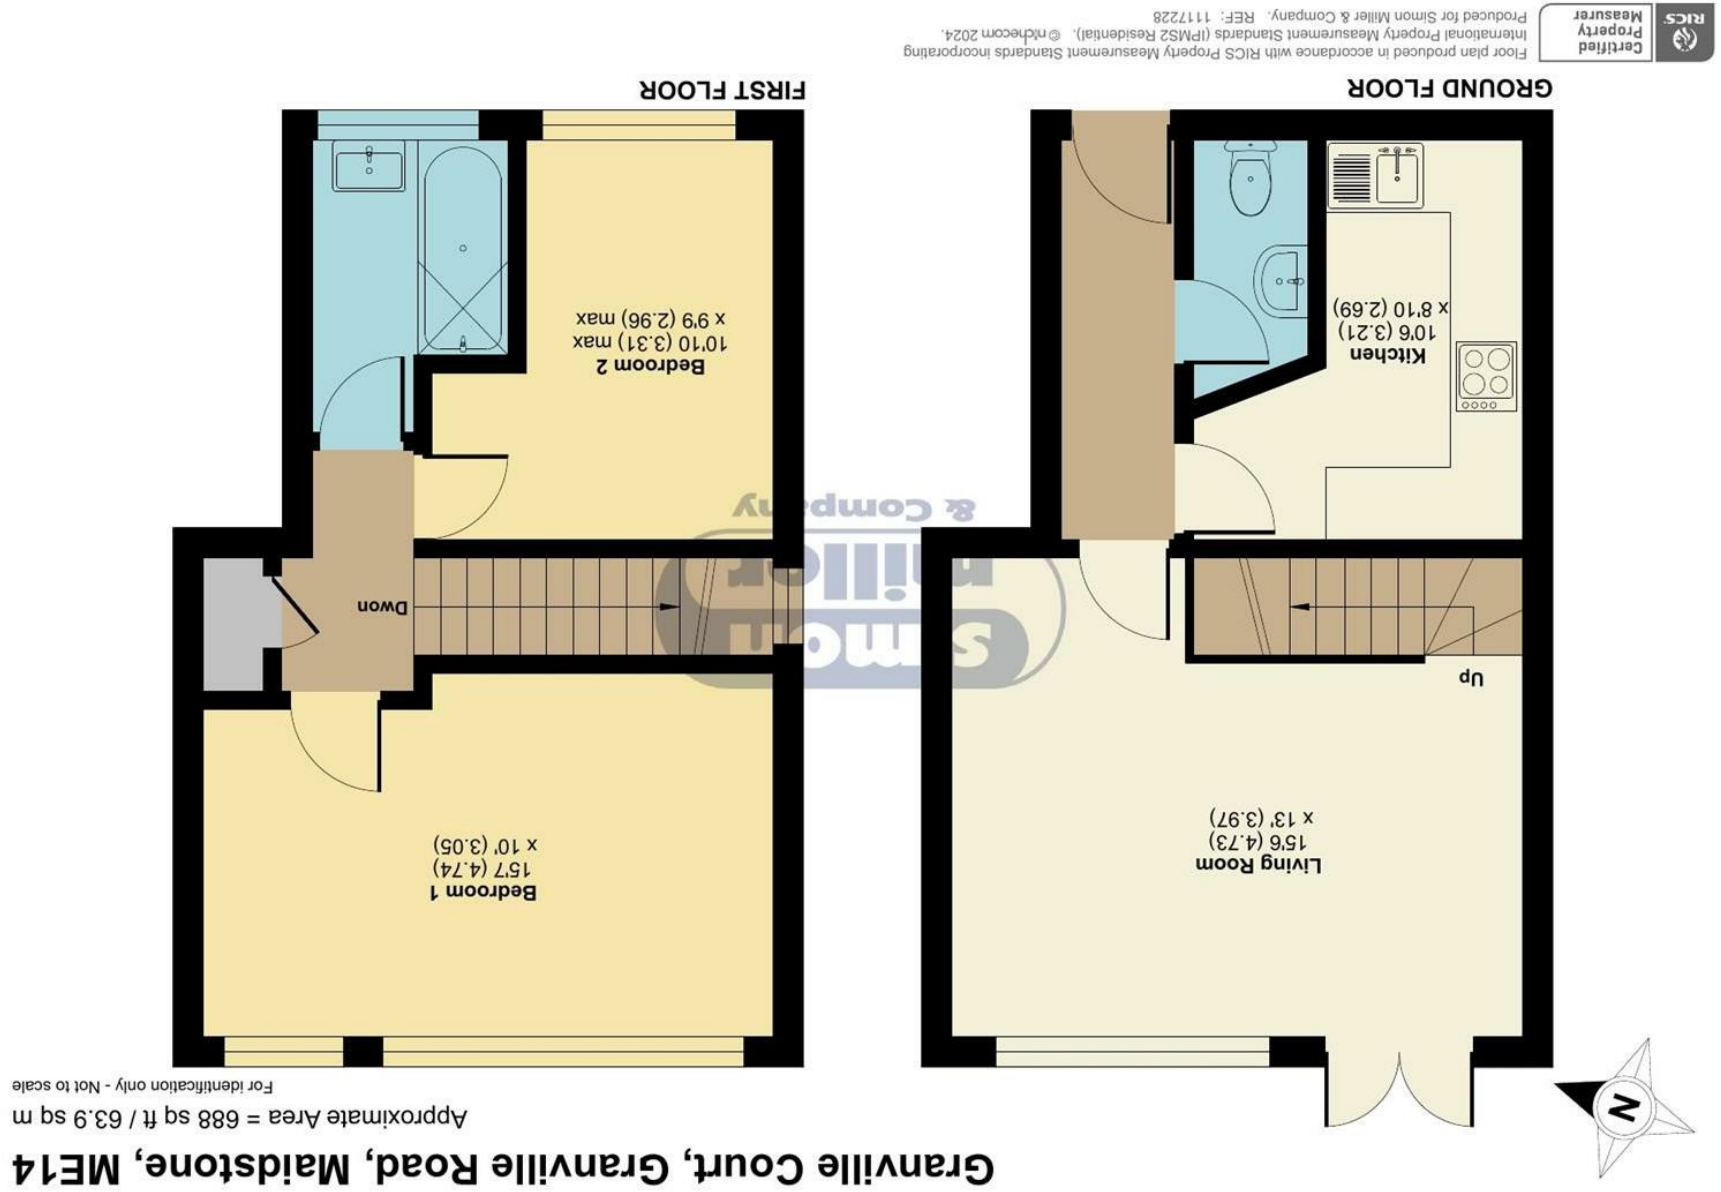 Granville Court, Granville Road, Maidstone, ME14
Approximate Area = 688 sq ft / 63.9 sq m
For identification only - Not to scale
N
Up
Living Room
15'6 (4.73)
x 13' (3.97)
Kitchen
10'6 (3.21)
x 8'10 (2.69)
GROUND FLOOR
Bedroom 1
15'7 (4.74)
x 10' (3.05)
Dwon
Bedroom 2
10'10 (3.31) max
x 9'9 (2.96) max
FIRST FLOOR
simon
miller
& Company
RICS
Certified
Property
Measurer
Floor plan produced in accordance with RICS Property Measurement Standards incorporating
International Property Measurement Standards (IPMS2 Residential). © nichecom 2024.
Produced for Simon Miller & Company. REF: 1117228